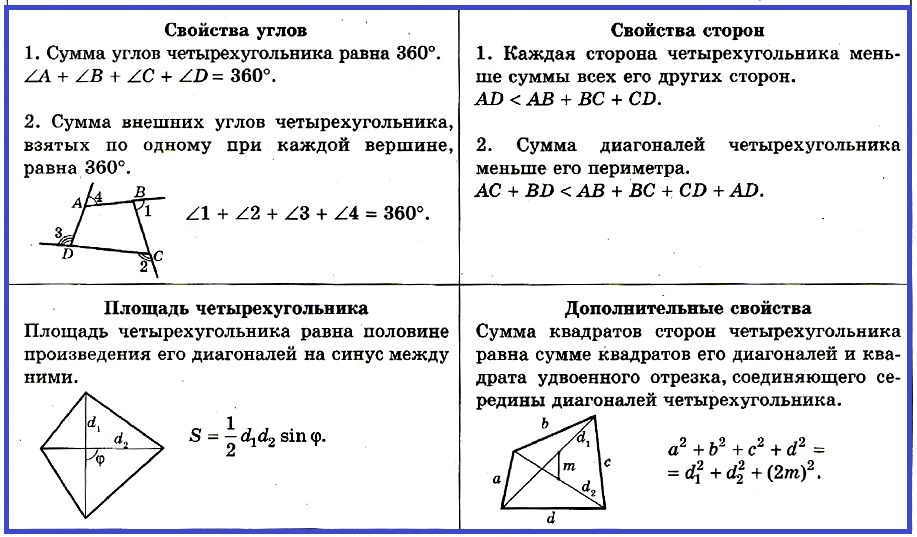 Свойства углов
1. Сумма углов четырехугольника равна 360°.
∠A + ∠B + ∠C + ∠D = 360°.
2. Сумма внешних углов четырехугольника,
взятых по одному при каждой вершине,
равна 360°.
A 4 B
1
3
D
2 C
∠1 + ∠2 + ∠3 + ∠4 = 360°.
Свойства сторон
1. Каждая сторона четырехугольника мень-
ше суммы всех его других сторон.
AD < AB + BC + CD.
2. Сумма диагоналей четырехугольника
меньше его периметра.
AC + BD < AB + BC + CD + AD.
Площадь четырехугольника
Площадь четырехугольника равна половине
произведения его диагоналей на синус между
ними.
d₁
d₂
φ
S = 1/2 d₁d₂ sin φ.
Дополнительные свойства
Сумма квадратов сторон четырехугольника
равна сумме квадратов его диагоналей и ква-
драта удвоенного отрезка, соединяющего се-
редины диагоналей четырехугольника.
b
d₁
a m c
d₂
d
a² + b² + c² + d² =
= d₁² + d₂² + (2m)².